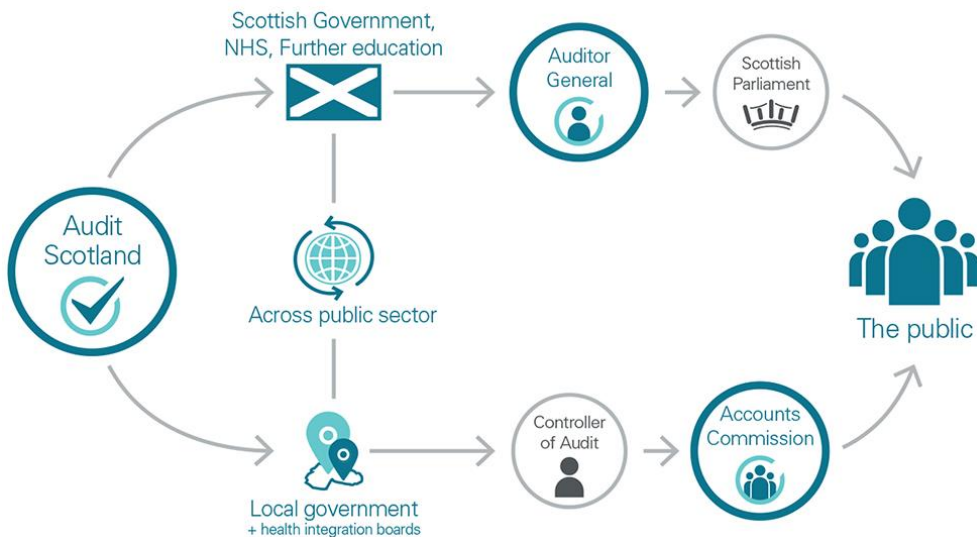 Scottish Government,
NHS, Further education
Auditor
General
Scottish
Parliament
Audit
Scotland
Across public sector
The public
Controller
of Audit
Accounts
Commission
Local government
+ health integration boards